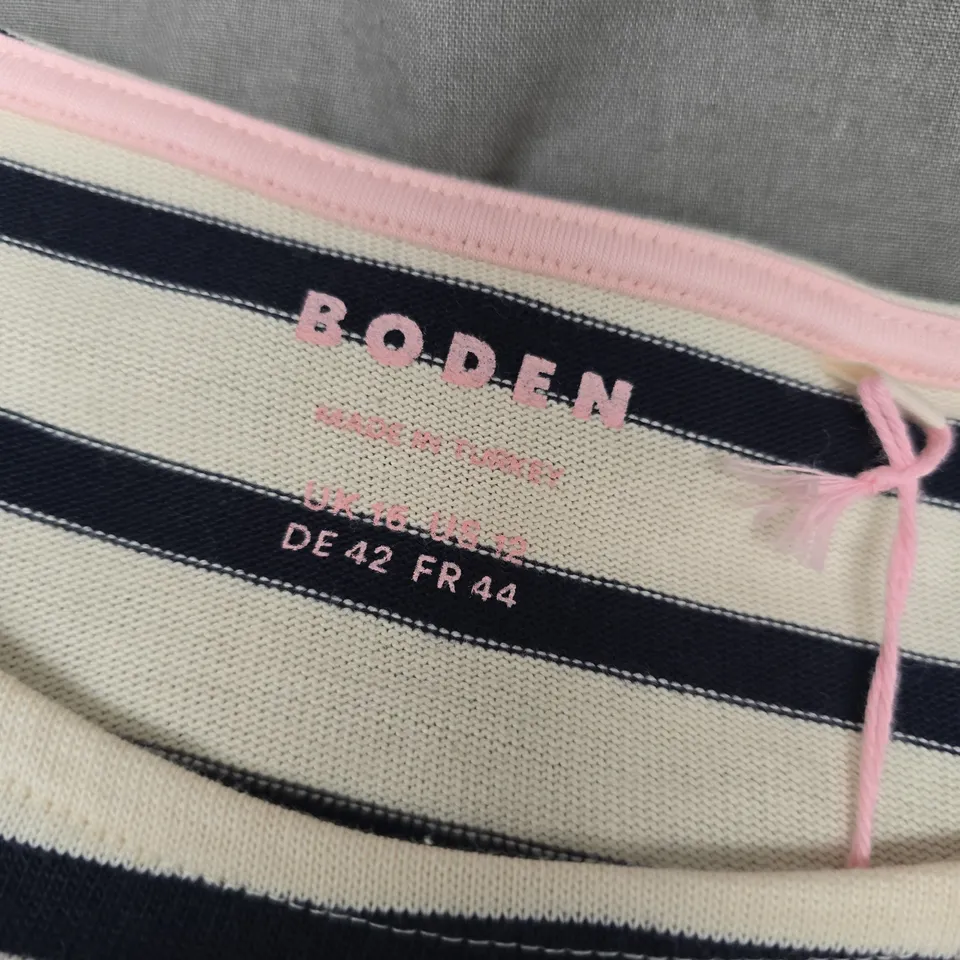 BODEN
MADE IN TURKEY
UK 16 US 12
DE 42 FR 44